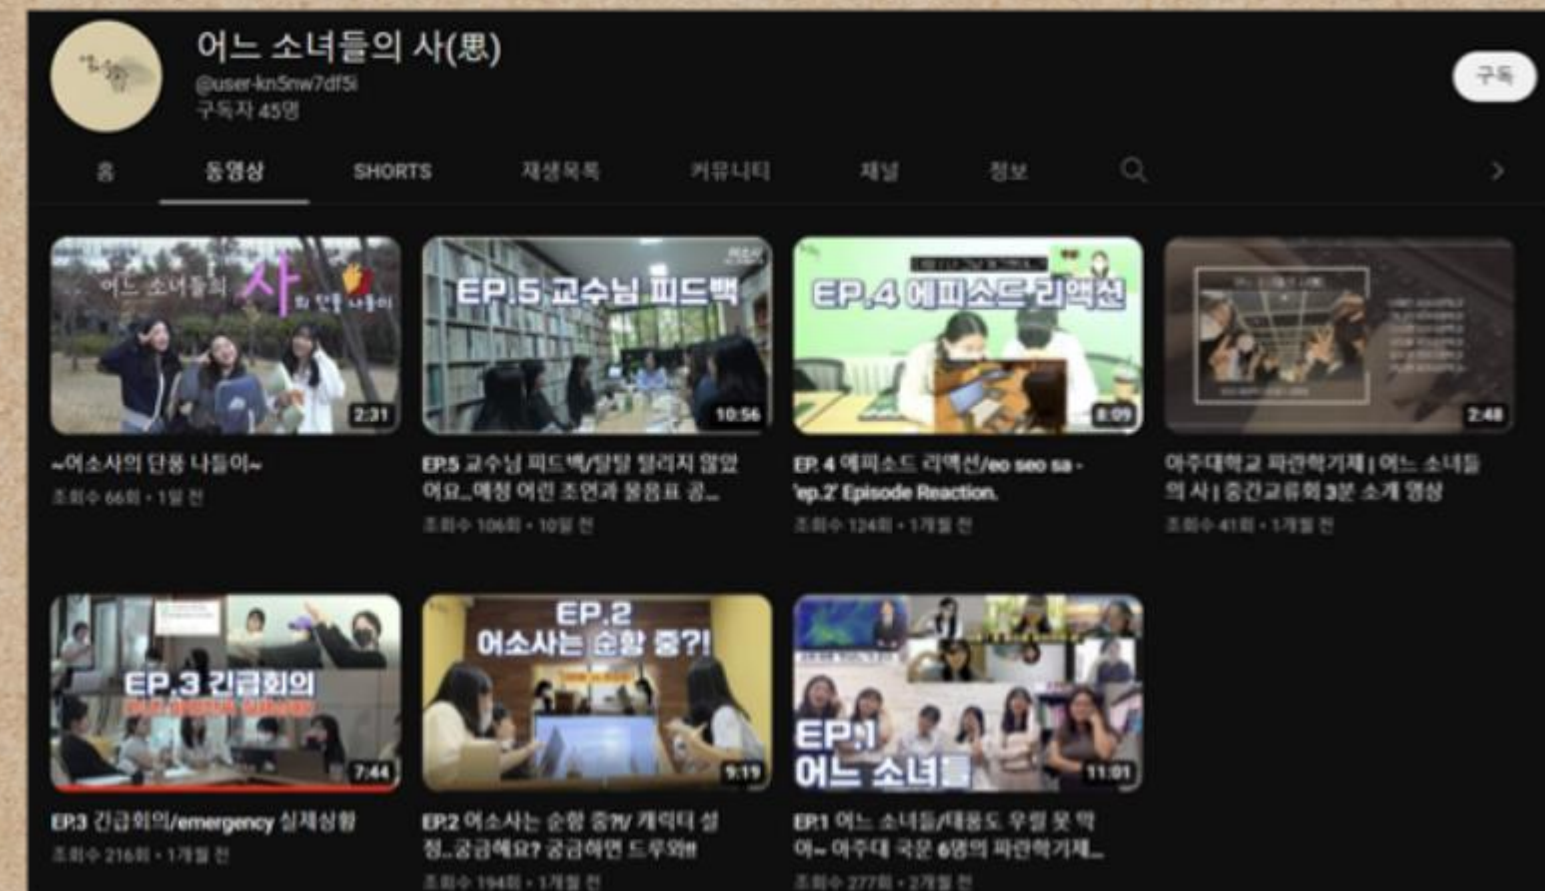 어느 소녀들의 사(思)
@user-kn5nw7df5i
구독자 45명
구독
홈
동영상
SHORTS
재생목록
커뮤니티
채널
정보
어느 소녀들의 사의 단풍 나들이
2:31
EP.5 교수님 피드백
10:56
EP.4 에피소드 리액션
8:09
2:48
~어소사의 단풍 나들이~
조회수 66회 • 1일 전
EP.5 교수님 피드백/탈탈 털리지 않았
어요...애정 어린 조언과 물음표 공...
조회수 106회 • 10일 전
EP. 4 에피소드 리액션/eo seo sa -
'ep.2' Episode Reaction.
조회수 124회 • 1개월 전
아주대학교 파란학기제 | 어느 소녀들
의 사 | 중간교류회 3분 소개 영상
조회수 41회 • 1개월 전
EP.3 긴급회의
7:44
EP.2
어소사는 순항 중?!
9:19
EP.1
어느 소녀들
11:01
EP.3 긴급회의/emergency 실제상황
조회수 216회 • 1개월 전
EP.2 어소사는 순항 중?!/ 캐릭터 설
정...궁금해요? 궁금하면 드루와!!
조회수 194회 • 1개월 전
EP.1 어느 소녀들/태풍도 우릴 못 막
아~ 아주대 국문 6명의 파란학기제...
조회수 277회 • 2개월 전